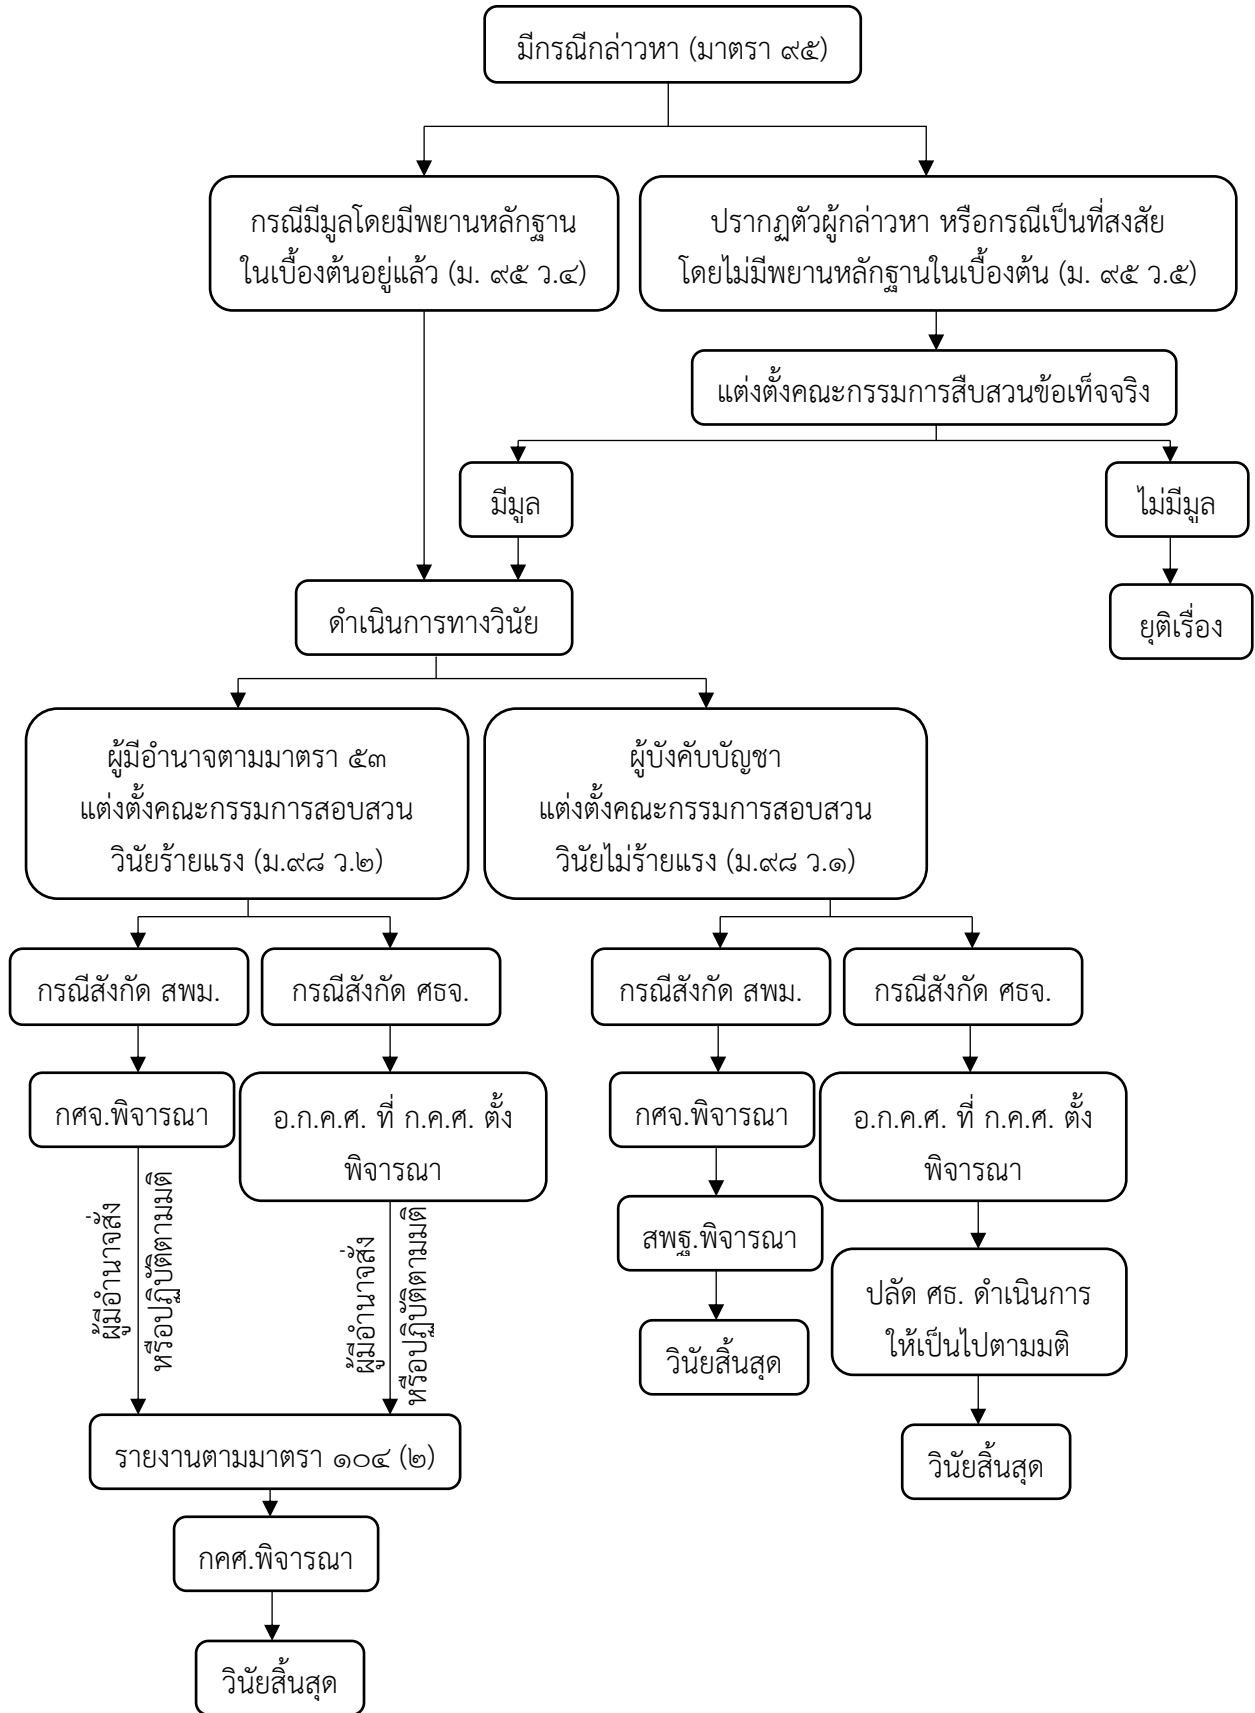 มีกรณีกล่าวหา (มาตรา ๙๕)
กรณีมีมูลโดยมีพยานหลักฐาน
ในเบื้องต้นอยู่แล้ว (ม. ๙๕ ว.๔)
ปรากฏตัวผู้กล่าวหา หรือกรณีเป็นที่สงสัย
โดยไม่มีพยานหลักฐานในเบื้องต้น (ม. ๙๕ ว.๕)
แต่งตั้งคณะกรรมการสืบสวนข้อเท็จจริง
มีมูล
ไม่มีมูล
ดำเนินการทางวินัย
ยุติเรื่อง
ผู้มีอำนาจตามมาตรา ๕๓
แต่งตั้งคณะกรรมการสอบสวน
วินัยร้ายแรง (ม.๙๘ ว.๒)
ผู้บังคับบัญชา
แต่งตั้งคณะกรรมการสอบสวน
วินัยไม่ร้ายแรง (ม.๙๘ ว.๑)
กรณีสังกัด สพม.
กรณีสังกัด ศธจ.
กรณีสังกัด สพม.
กรณีสังกัด ศธจ.
กศจ.พิจารณา
อ.ก.ค.ศ. ที่ ก.ค.ศ. ตั้ง
พิจารณา
กศจ.พิจารณา
อ.ก.ค.ศ. ที่ ก.ค.ศ. ตั้ง
พิจารณา
ผู้มีอำนาจสั่ง
หรือปฏิบัติตามมติ
ผู้มีอำนาจสั่ง
หรือปฏิบัติตามมติ
สพฐ.พิจารณา
ปลัด ศธ. ดำเนินการ
ให้เป็นไปตามมติ
วินัยสิ้นสุด
รายงานตามมาตรา ๑๐๔ (๒)
วินัยสิ้นสุด
กคศ.พิจารณา
วินัยสิ้นสุด